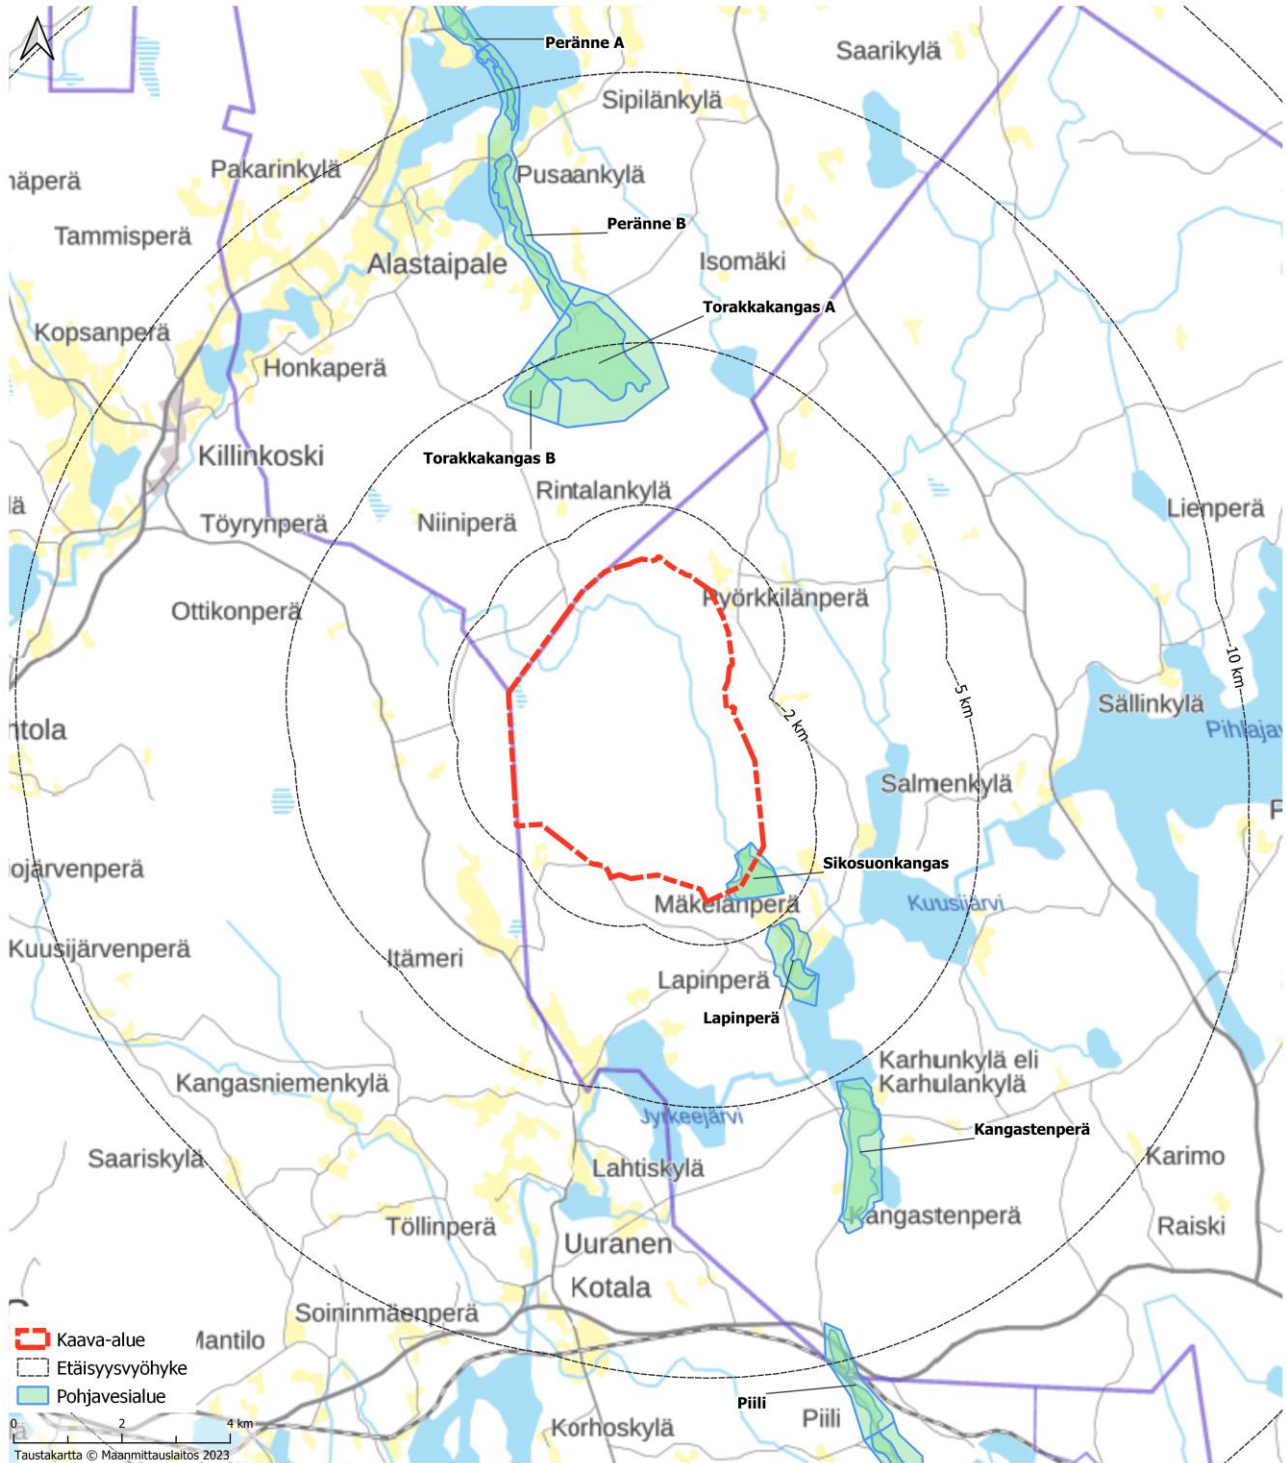 Peränne A
Saarikylä
Sipilänkylä
Pakarinkylä
Pusaankylä
näperä
Tammisperä
Peränne B
Alastaipale
Isomäki
Torakkakangas A
Kopsanperä
Honkaperä
Killinkoski
Torakkakangas B
Rintalankylä
lä
Lienperä
Töyrynperä
Niiniperä
Ottikonperä
Pyörkkilänperä
10 km
5 km
Sällinkylä
ntola
2 km
Pihlaja
Salmenkylä
ojärvenperä
Sikosuonkangas
Mäkelänperä
Kuusijärvi
Kuusijärvenperä
Itämeri
Lapinperä
Lapinperä
Karhunkylä eli
Karhulankylä
Kangasniemenkylä
Jyrkeejärvi
Kangastenperä
Saariskylä
Lahtiskylä
Karimo
Töllinperä
Kangastenperä
Raiski
Uuranen
Kotala
Soininmäenperä
Mantilo
Kaava-alue
Etäisyysvyöhyke
Pohjavesialue
Piili
Piili
Korhoskylä
0 2 4 km
Taustakartta © Maanmittauslaitos 2023